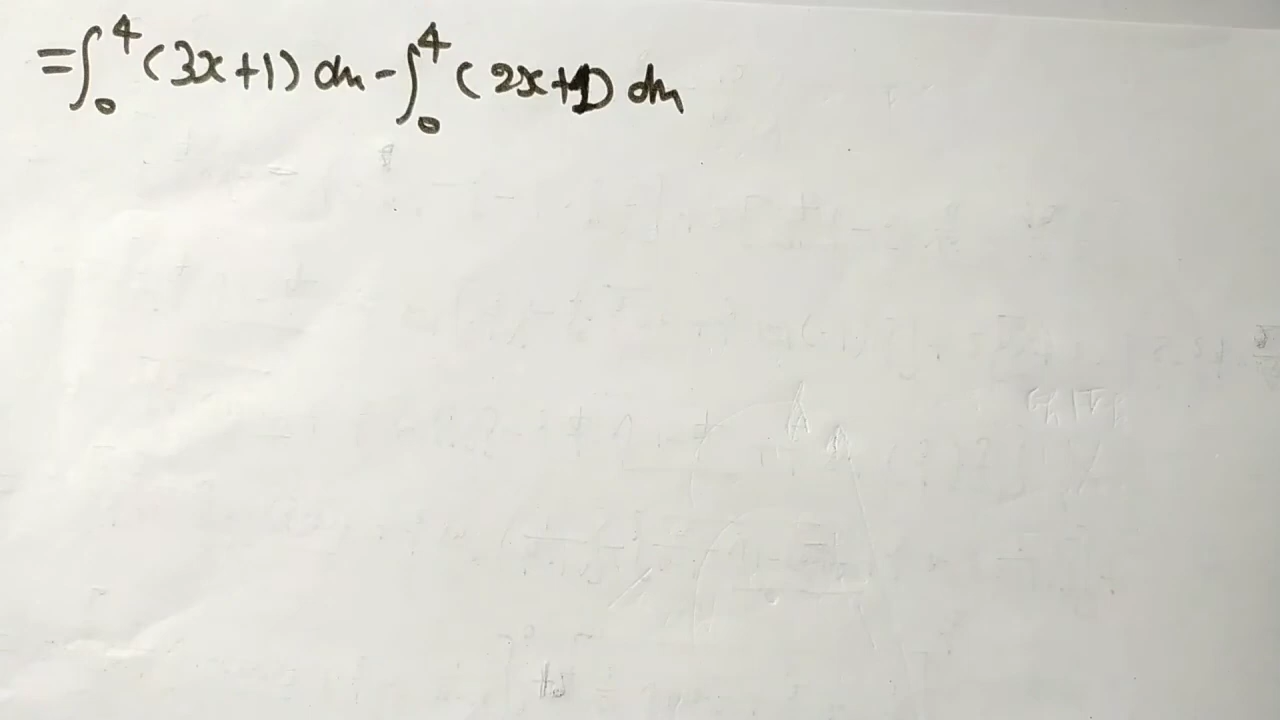 =∫₀⁴(3x+1) dx-∫₀⁴(2x+1) dx